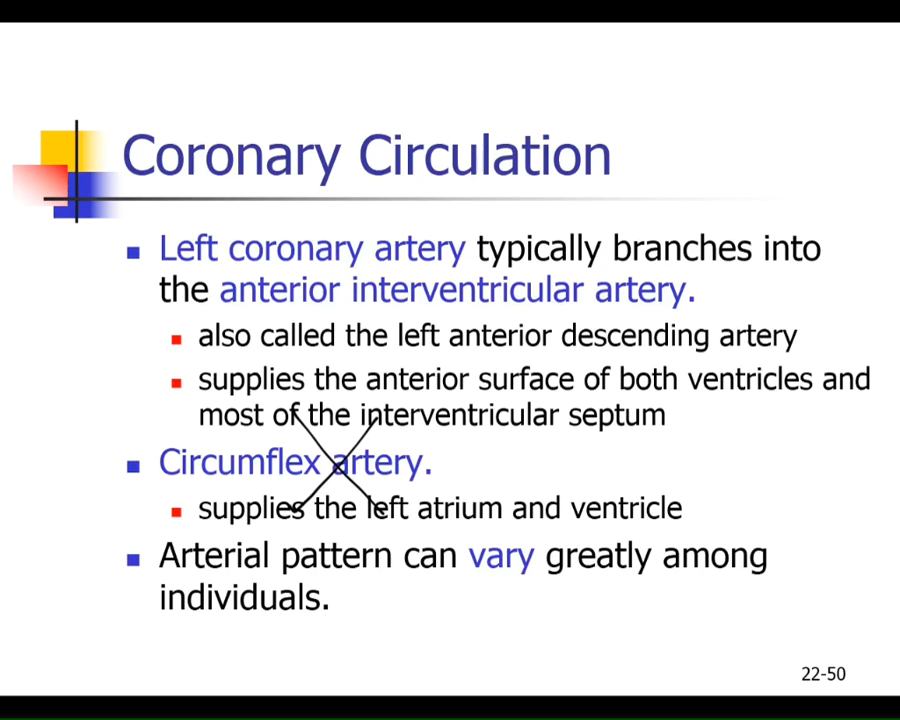 Coronary Circulation
Left coronary artery typically branches into
the anterior interventricular artery.
also called the left anterior descending artery
supplies the anterior surface of both ventricles and
most of the interventricular septum
Circumflex artery.
supplies the left atrium and ventricle
Arterial pattern can vary greatly among
individuals.
22-50